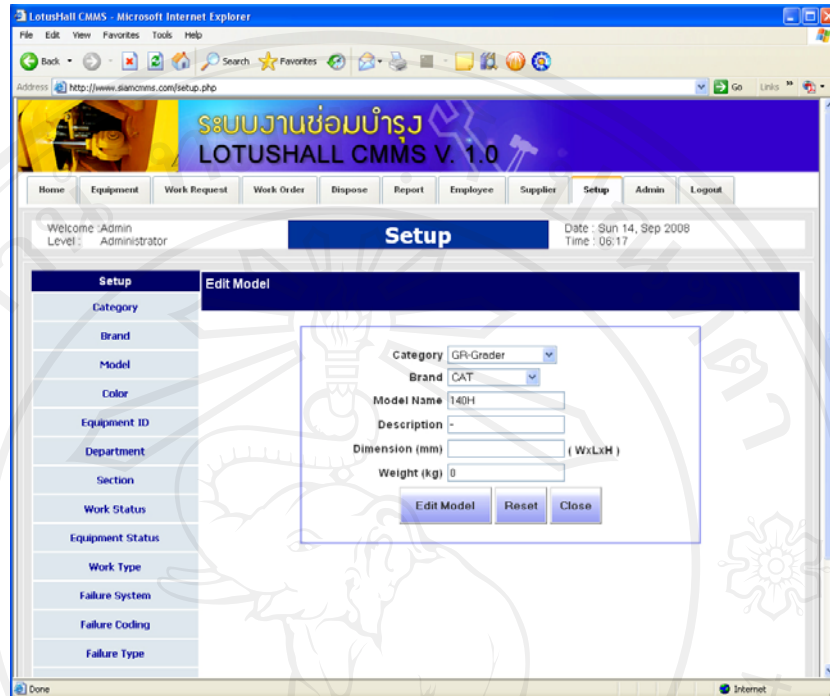 LotusHall CMMS - Microsoft Internet Explorer
File Edit View Favorites Tools Help
Back Search Favorites
Address http://www.siamcmms.com/setup.php Go Links
ระบบงานซ่อมบำรุง
LOTUSHALL CMMS V. 1.0
Home Equipment Work Request Work Order Dispose Report Employee Supplier Setup Admin Logout
Welcome :Admin
Level : Administrator
Setup
Date : Sun 14, Sep 2008
Time : 06:17
Setup
Category
Brand
Model
Color
Equipment ID
Department
Section
Work Status
Equipment Status
Work Type
Failure System
Failure Coding
Failure Type
Edit Model
Category GR-Grader
Brand CAT
Model Name 140H
Description -
Dimension (mm) ( WxLxH )
Weight (kg) 0
Edit Model Reset Close
Done Internet